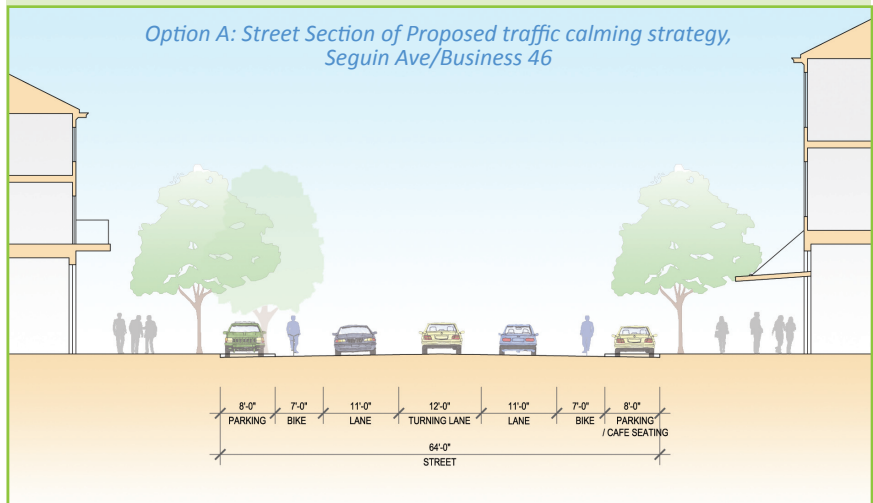 Option A: Street Section of Proposed traffic calming strategy,
Seguin Ave/Business 46
8'-0" 7'-0" 11'-0" 12'-0" 11'-0" 7'-0" 8'-0"
PARKING BIKE LANE TURNING LANE LANE BIKE PARKING
/ CAFE SEATING
64'-0"
STREET